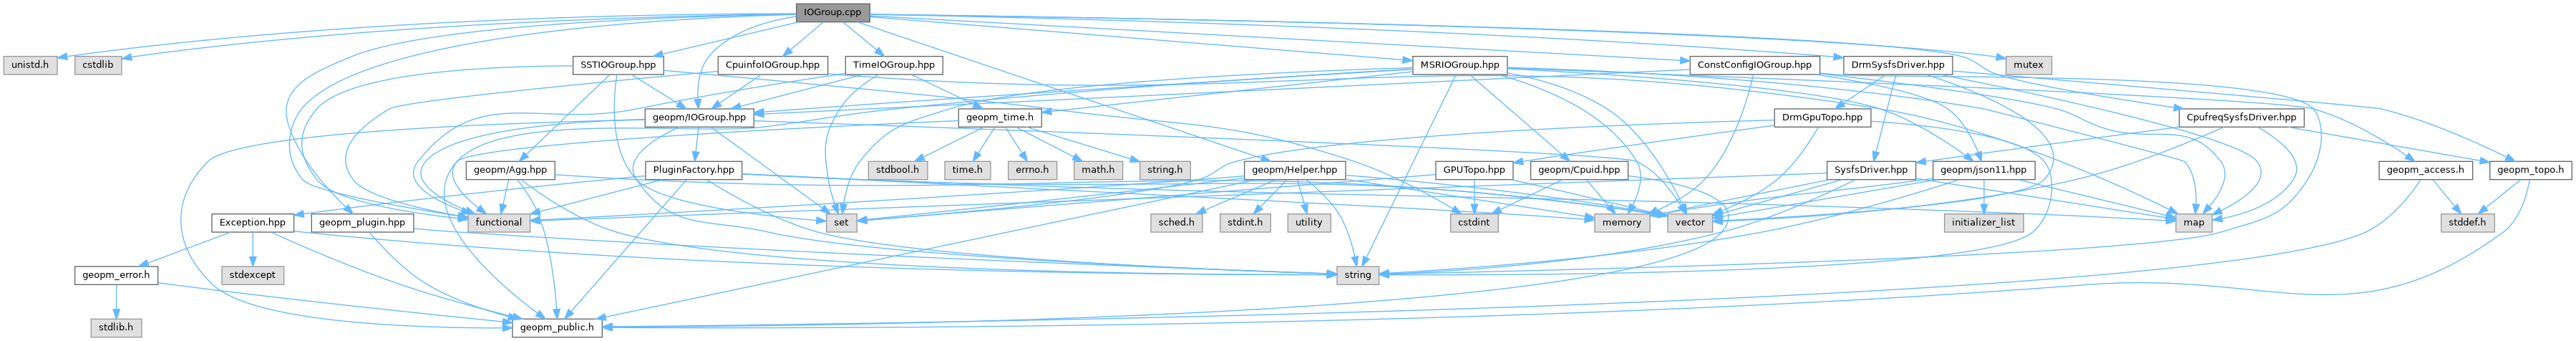 IOGroup.cpp
unistd.h
cstdlib
SSTIOGroup.hpp
CpuinfoIOGroup.hpp
TimeIOGroup.hpp
MSRIOGroup.hpp
ConstConfigIOGroup.hpp
DrmSysfsDriver.hpp
mutex
geopm/IOGroup.hpp
geopm_time.h
DrmGpuTopo.hpp
CpufreqSysfsDriver.hpp
geopm/Agg.hpp
PluginFactory.hpp
stdbool.h
time.h
errno.h
math.h
string.h
geopm/Helper.hpp
GPUTopo.hpp
geopm/Cpuid.hpp
SysfsDriver.hpp
geopm/json11.hpp
geopm_access.h
geopm_topo.h
Exception.hpp
geopm_plugin.hpp
functional
set
sched.h
stdint.h
utility
cstdint
memory
vector
initializer_list
map
stddef.h
geopm_error.h
stdexcept
string
stdlib.h
geopm_public.h